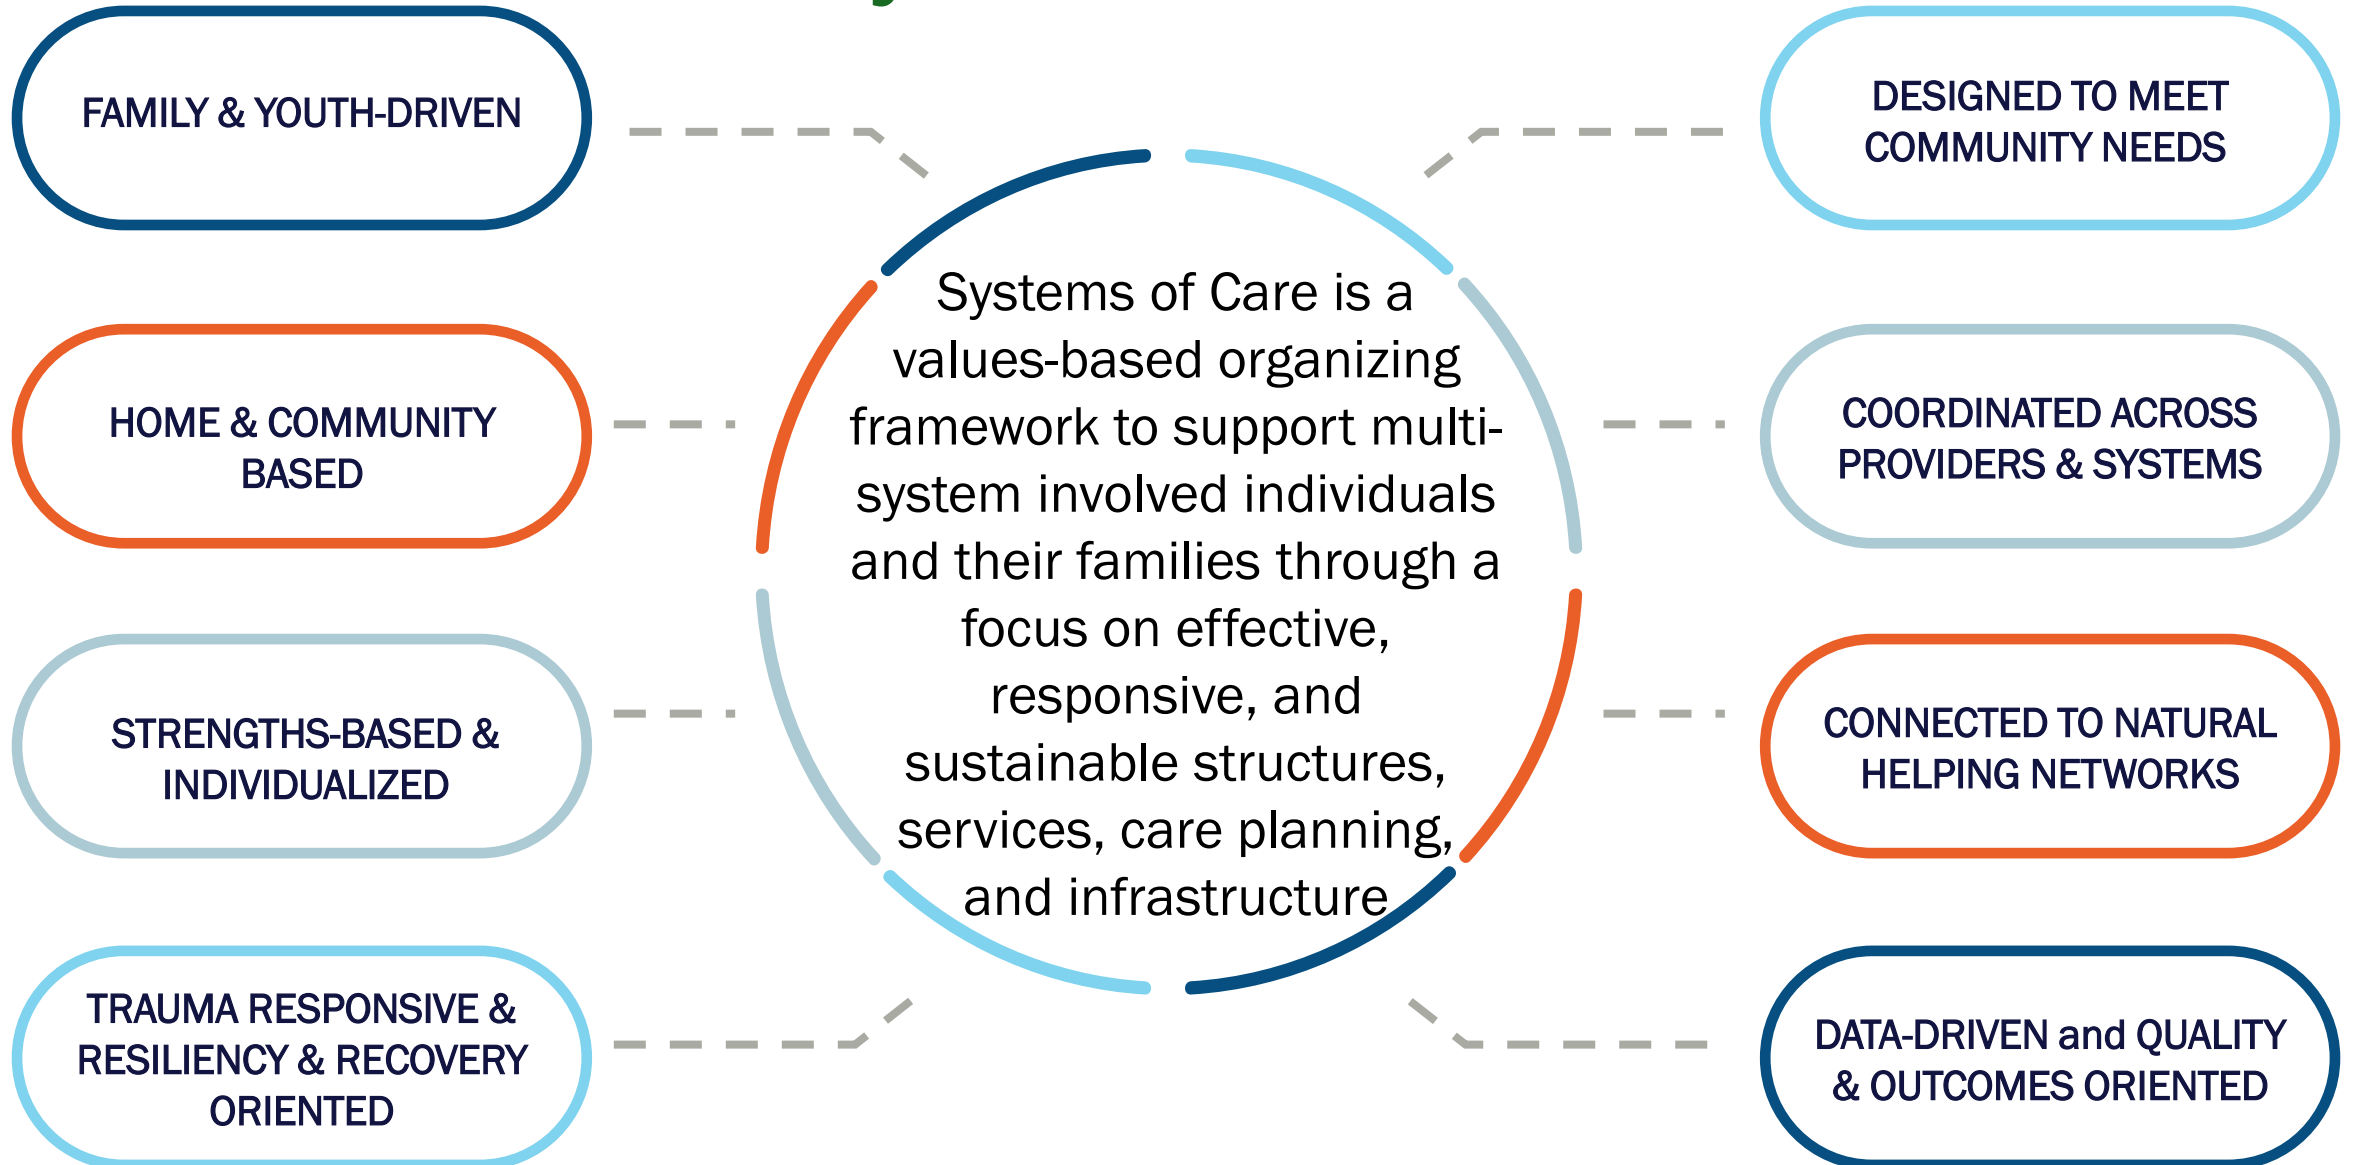 FAMILY & YOUTH-DRIVEN
HOME & COMMUNITY
BASED
STRENGTHS-BASED &
INDIVIDUALIZED
TRAUMA RESPONSIVE &
RESILIENCY & RECOVERY
ORIENTED
Systems of Care is a
values-based organizing
framework to support multi-
system involved individuals
and their families through a
focus on effective,
responsive, and
sustainable structures,
services, care planning,
and infrastructure
DESIGNED TO MEET
COMMUNITY NEEDS
COORDINATED ACROSS
PROVIDERS & SYSTEMS
CONNECTED TO NATURAL
HELPING NETWORKS
DATA-DRIVEN and QUALITY
& OUTCOMES ORIENTED